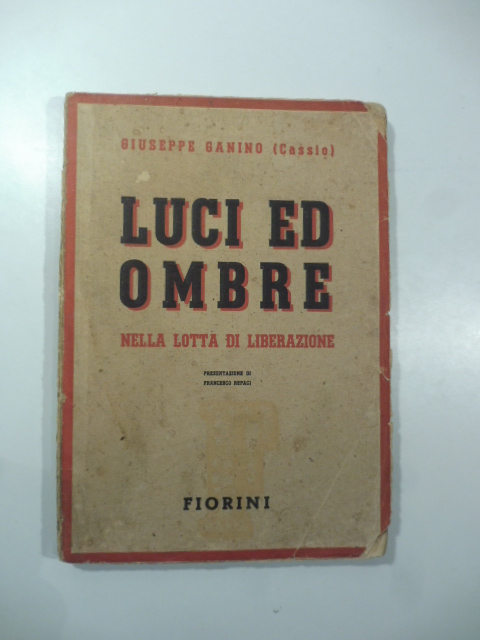 GIUSEPPE GANINO (Cassio)
LUCI ED
OMBRE
NELLA LOTTA DI LIBERAZIONE
PRESENTAZIONE DI
FRANCESCO REPACI
FIORINI